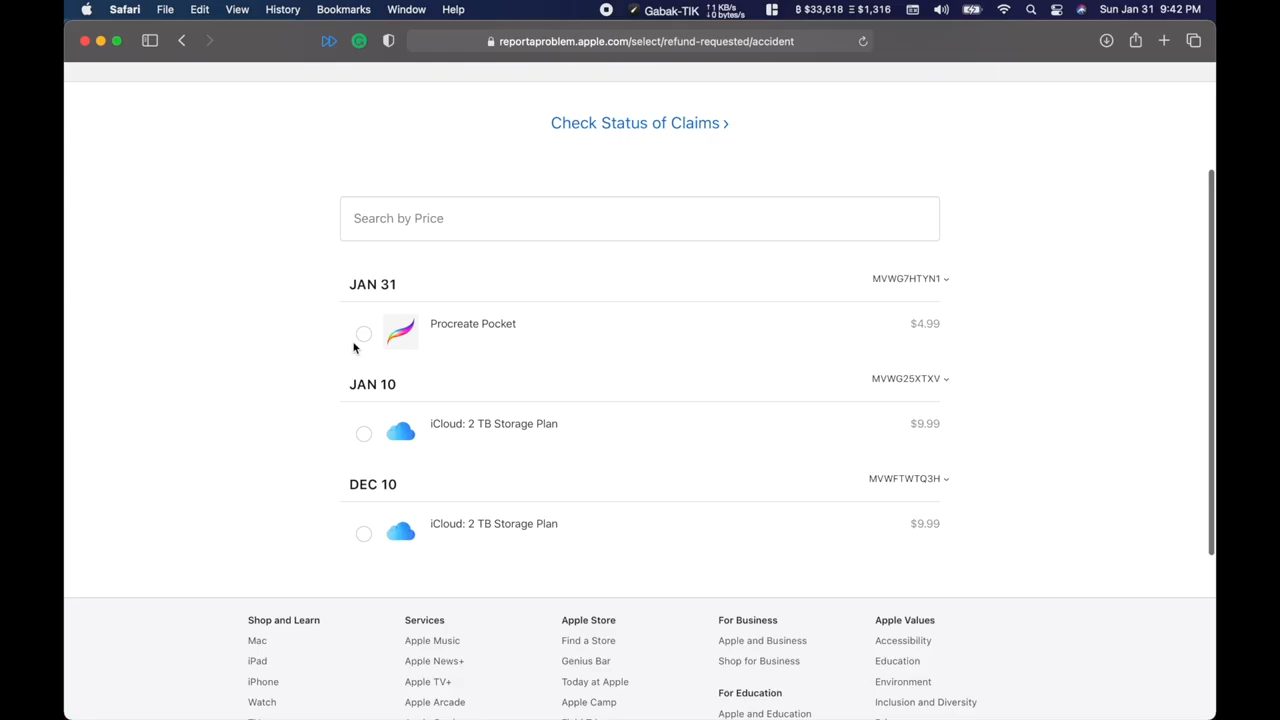 Safari File Edit View History Bookmarks Window Help Gabak-TIK 11 KB/s 0 bytes/s $33,618 $1,316 Sun Jan 31 9:42 PM
reportaproblem.apple.com/select/refund-requested/accident
Check Status of Claims ›
Search by Price
JAN 31 MVWG7HTYN1
Procreate Pocket $4.99
JAN 10 MVWG25XTXV
iCloud: 2 TB Storage Plan $9.99
DEC 10 MVWFTWTQ3H
iCloud: 2 TB Storage Plan $9.99
Shop and Learn Services Apple Store For Business Apple Values
Mac Apple Music Find a Store Apple and Business Accessibility
iPad Apple News+ Genius Bar Shop for Business Education
iPhone Apple TV+ Today at Apple Environment
For Education
Watch Apple Arcade Apple Camp Inclusion and Diversity
Apple and Education